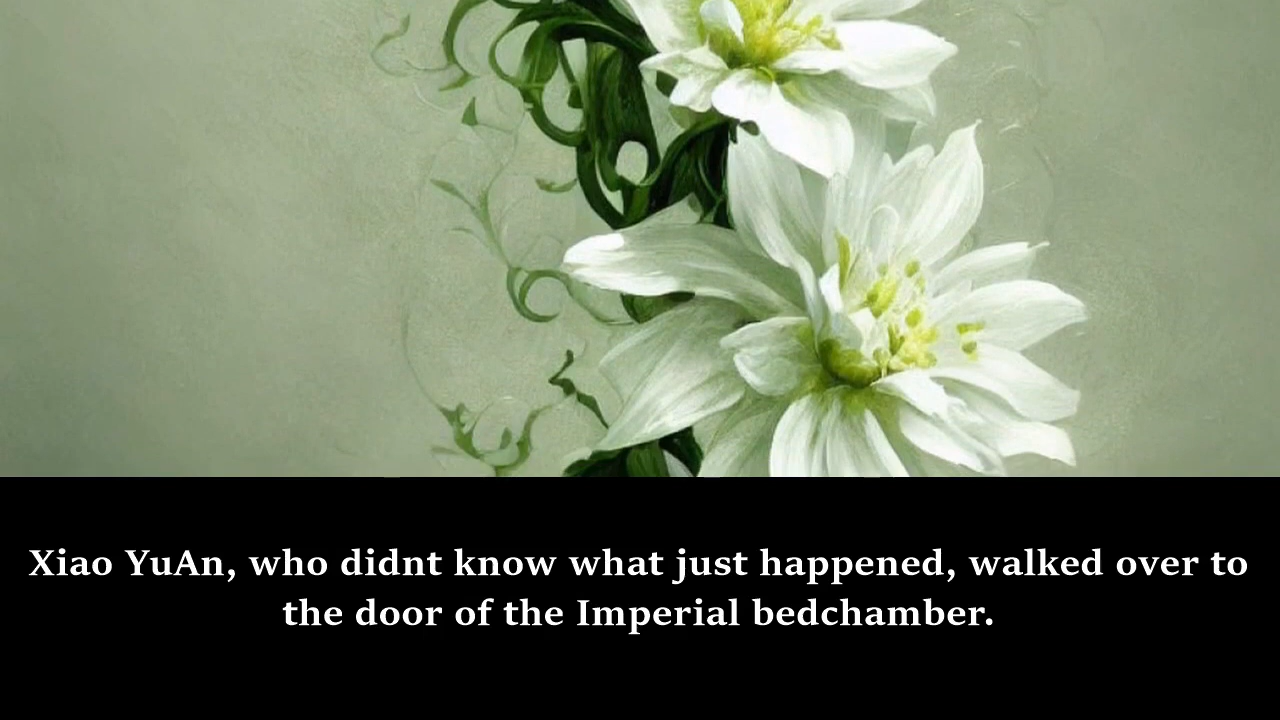 Xiao YuAn, who didnt know what just happened, walked over to
the door of the Imperial bedchamber.